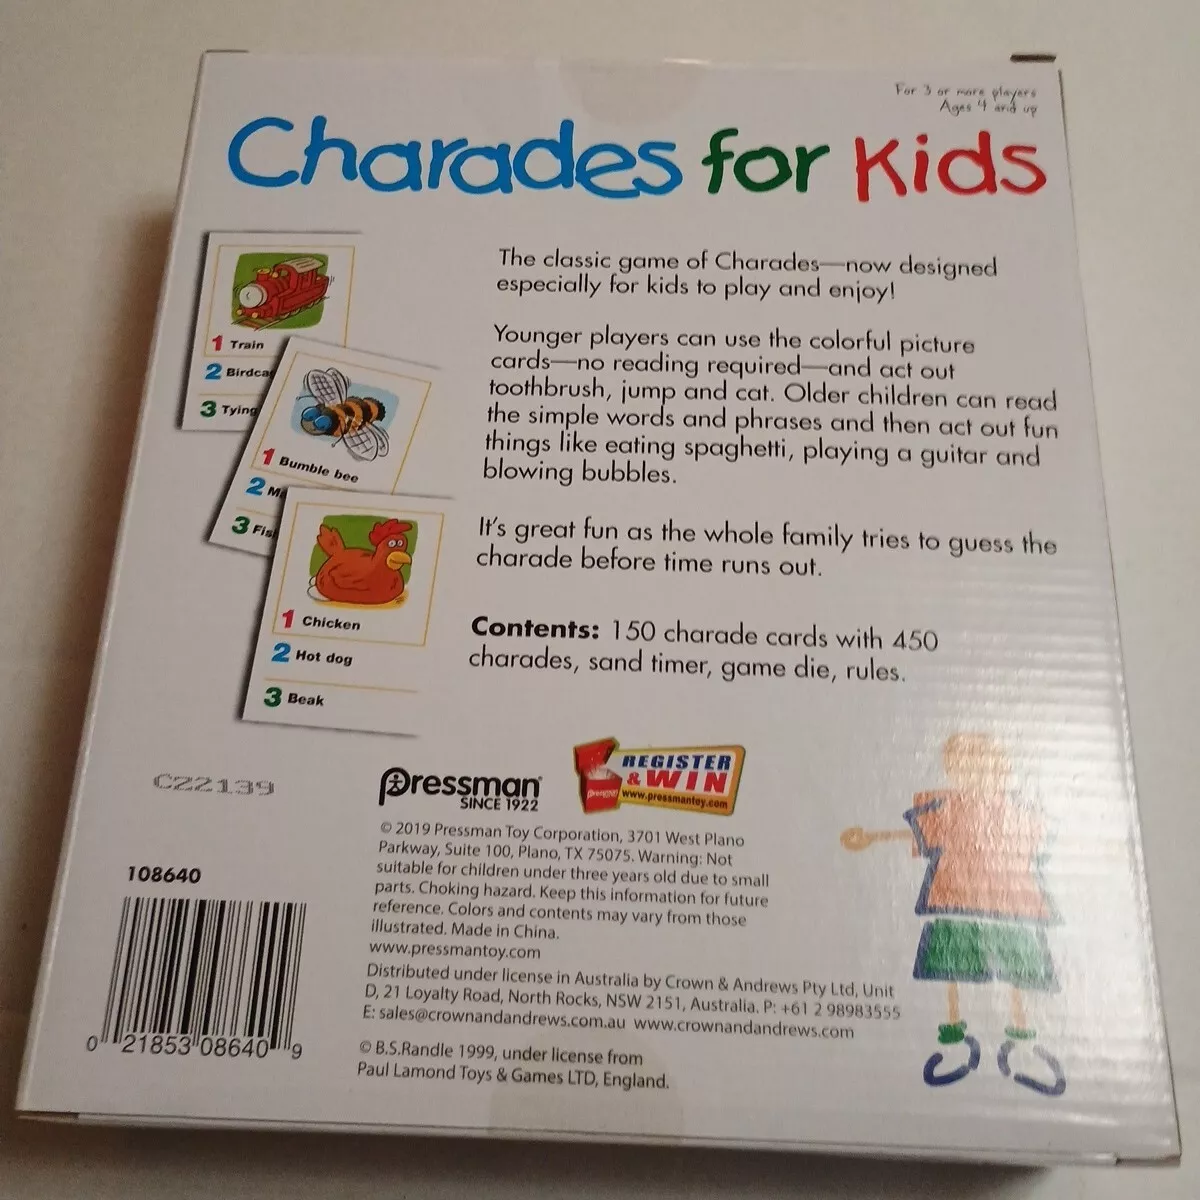 For 3 or more players
Ages 4 and up
Charades for Kids
1 Train
2 Birdca
3 Tying
1 Bumble bee
2 M
3 Fis
1 Chicken
2 Hot dog
3 Beak
The classic game of Charades—now designed
especially for kids to play and enjoy!
Younger players can use the colorful picture
cards—no reading required—and act out
toothbrush, jump and cat. Older children can read
the simple words and phrases and then act out fun
things like eating spaghetti, playing a guitar and
blowing bubbles.
It's great fun as the whole family tries to guess the
charade before time runs out.
Contents: 150 charade cards with 450
charades, sand timer, game die, rules.
C22139
Pressman
SINCE 1922
REGISTER
& WIN
www.pressmantoy.com
© 2019 Pressman Toy Corporation, 3701 West Plano
Parkway, Suite 100, Plano, TX 75075. Warning: Not
suitable for children under three years old due to small
parts. Choking hazard. Keep this information for future
reference. Colors and contents may vary from those
illustrated. Made in China.
www.pressmantoy.com
Distributed under license in Australia by Crown & Andrews Pty Ltd, Unit
D, 21 Loyalty Road, North Rocks, NSW 2151, Australia. P: +61 2 98983555
E: sales@crownandandrews.com.au www.crownandandrews.com
© B.S.Randle 1999, under license from
Paul Lamond Toys & Games LTD, England.
108640
0 21853 08640 9